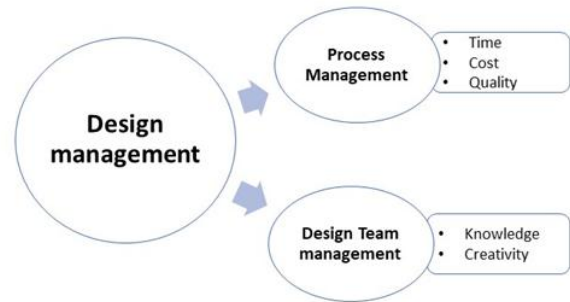 Design
management
Process
Management
• Time
• Cost
• Quality
Design Team
management
• Knowledge
• Creativity